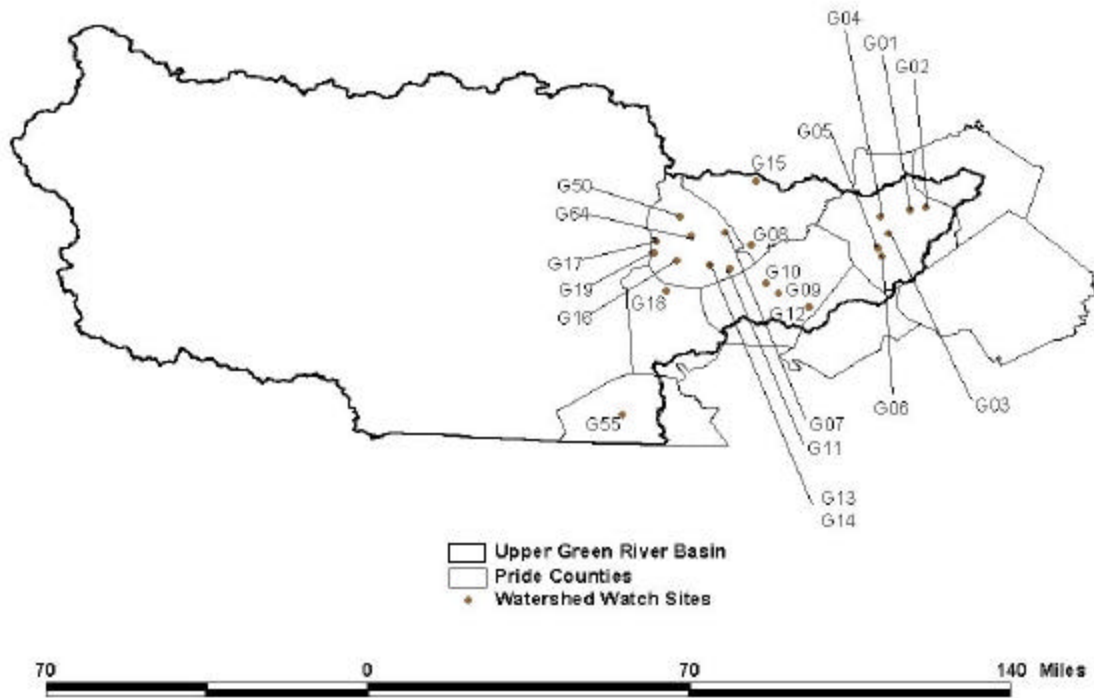 G04
G01
G02
G05
G15
G50
G64
G08
G17
G10
G19
G09
G18
G16
G12
G06
G03
G55
G07
G11
G13
G14
Upper Green River Basin
Pride Counties
Watershed Watch Sites
70 0 70 140 Miles